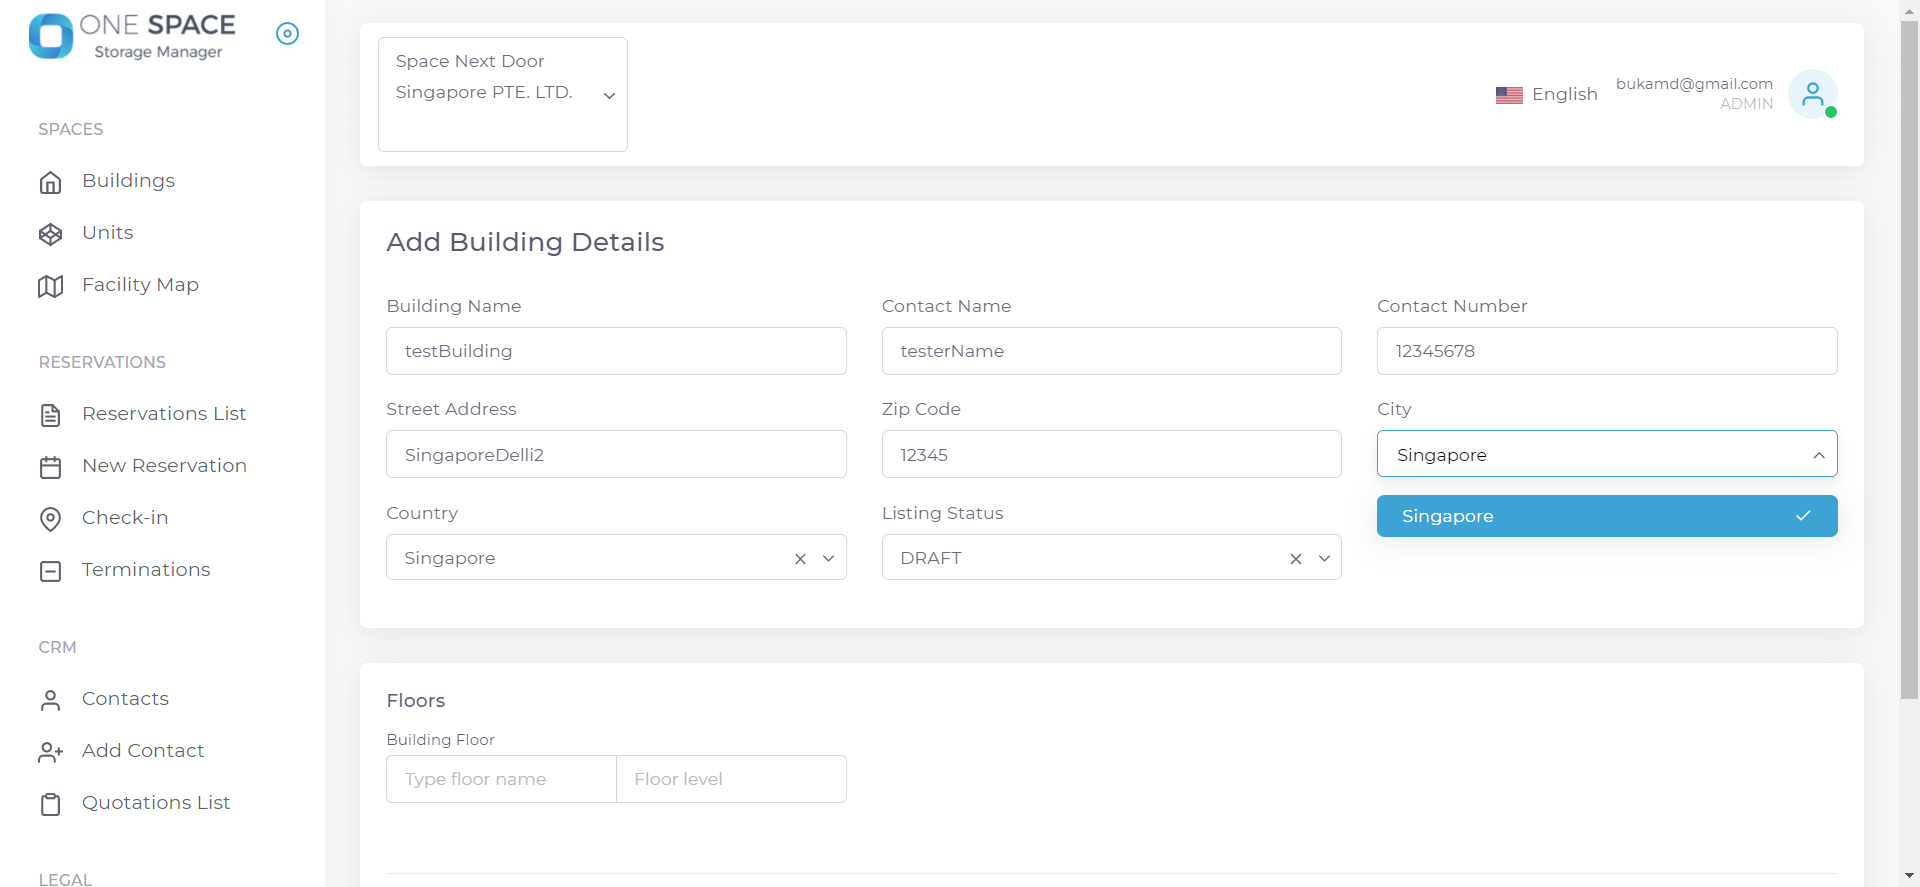 ONE SPACE
Storage Manager
SPACES
Buildings
Units
Facility Map
RESERVATIONS
Reservations List
New Reservation
Check-in
Terminations
CRM
Contacts
Add Contact
Quotations List
LEGAL
Space Next Door
Singapore PTE. LTD.
English
bukamd@gmail.com
ADMIN
Add Building Details
Building Name
Contact Name
Contact Number
testBuilding
testerName
12345678
Street Address
Zip Code
City
SingaporeDelli2
12345
Singapore
Country
Listing Status
Singapore
Singapore
DRAFT
Floors
Building Floor
Type floor name
Floor level